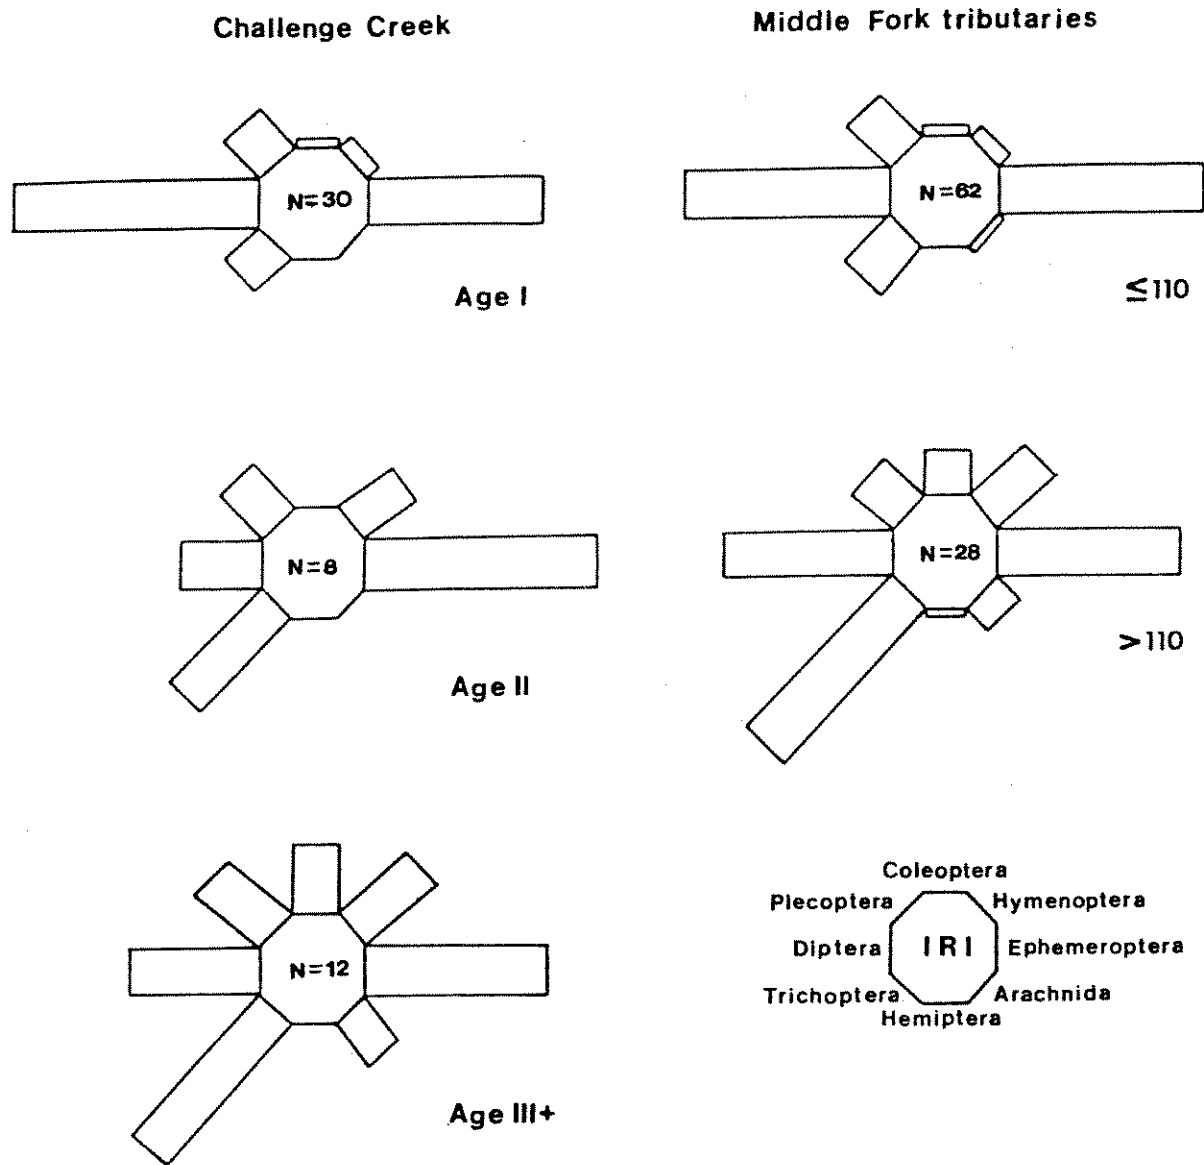 Challenge Creek
Middle Fork tributaries
N=30
N=62
Age I
≤110
N=8
N=28
Age II
>110
N=12
Age III+
Coleoptera
Plecoptera
Hymenoptera
Diptera
IRI
Ephemeroptera
Trichoptera
Arachnida
Hemiptera